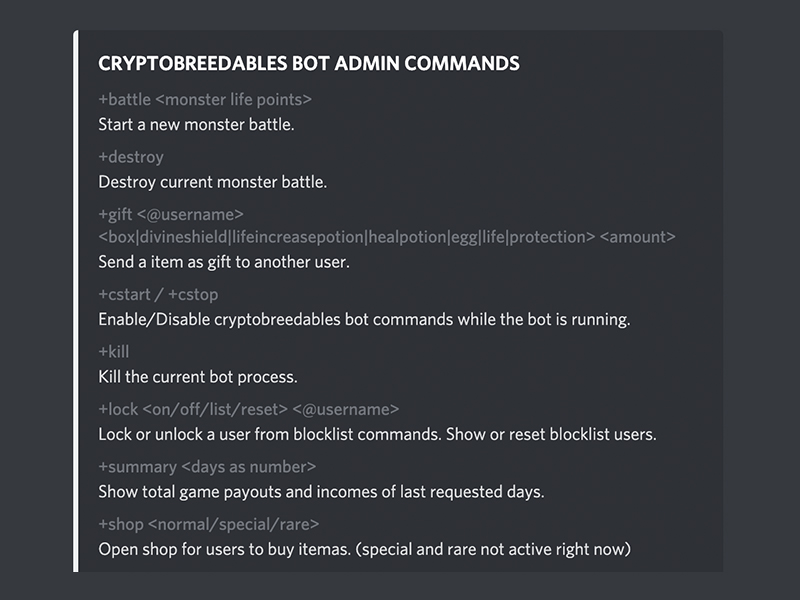 CRYPTOBREEDABLES BOT ADMIN COMMANDS
+battle <monster life points>
Start a new monster battle.
+destroy
Destroy current monster battle.
+gift <@username>
<box|divineshield|lifeincreasepotion|healpotion|egg|life|protection> <amount>
Send a item as gift to another user.
+cstart / +cstop
Enable/Disable cryptobreedables bot commands while the bot is running.
+kill
Kill the current bot process.
+lock <on/off/list/reset> <@username>
Lock or unlock a user from blocklist commands. Show or reset blocklist users.
+summary <days as number>
Show total game payouts and incomes of last requested days.
+shop <normal/special/rare>
Open shop for users to buy itemas. (special and rare not active right now)